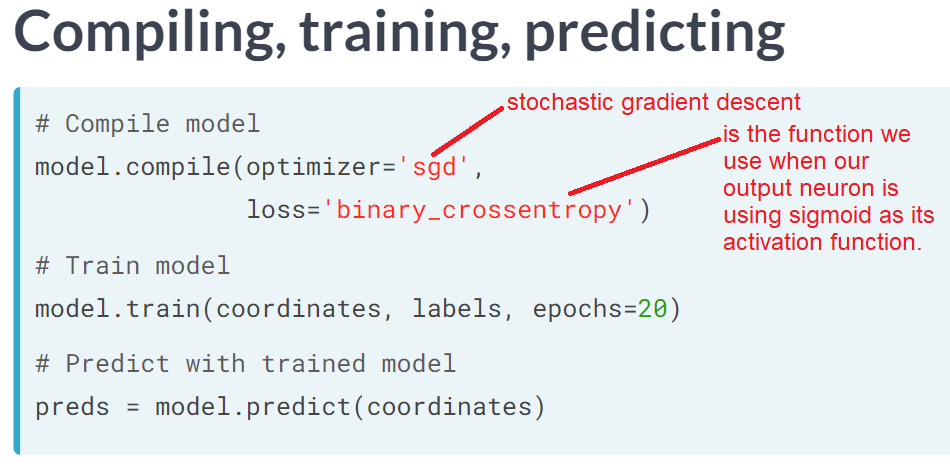 Compiling, training, predicting
# Compile model
stochastic gradient descent
model.compile(optimizer='sgd',
loss='binary_crossentropy')
is the function we
use when our
output neuron is
using sigmoid as its
activation function.
# Train model
model.train(coordinates, labels, epochs=20)
# Predict with trained model
preds = model.predict(coordinates)